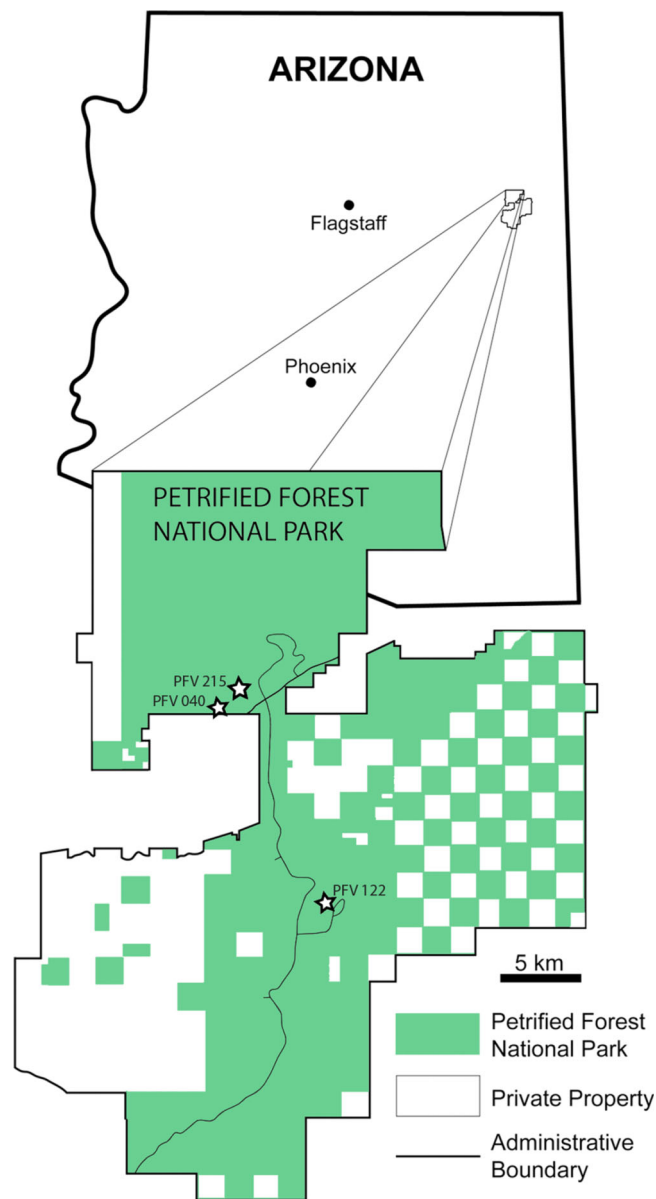 ARIZONA
Flagstaff
Phoenix
PETRIFIED FOREST
NATIONAL PARK
PFV 215
PFV 040
PFV 122
5 km
Petrified Forest
National Park
Private Property
Administrative
Boundary